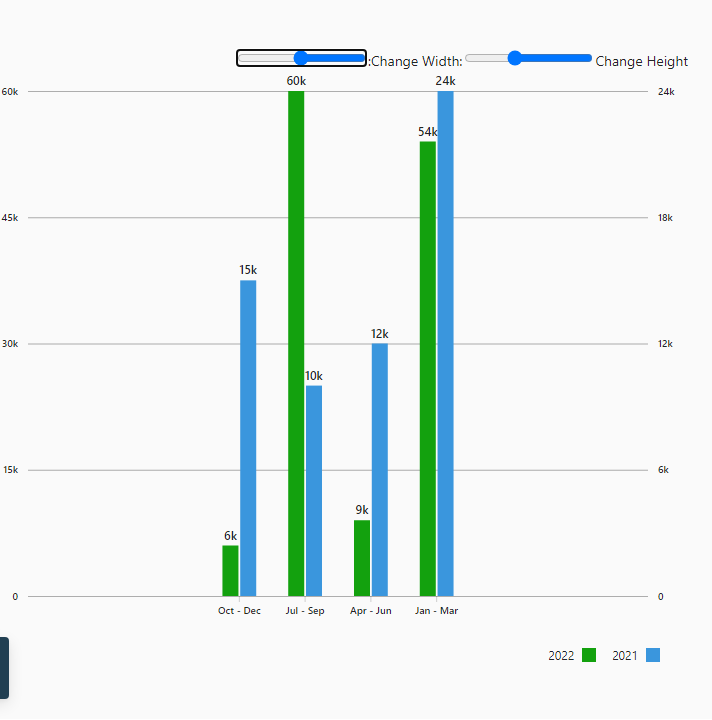 :Change Width: Change Height
60k 24k
60k 24k
54k
45k 18k
15k
30k 12k
12k
10k
15k 6k
9k
6k
0 0
Oct - Dec Jul - Sep Apr - Jun Jan - Mar
2022 2021